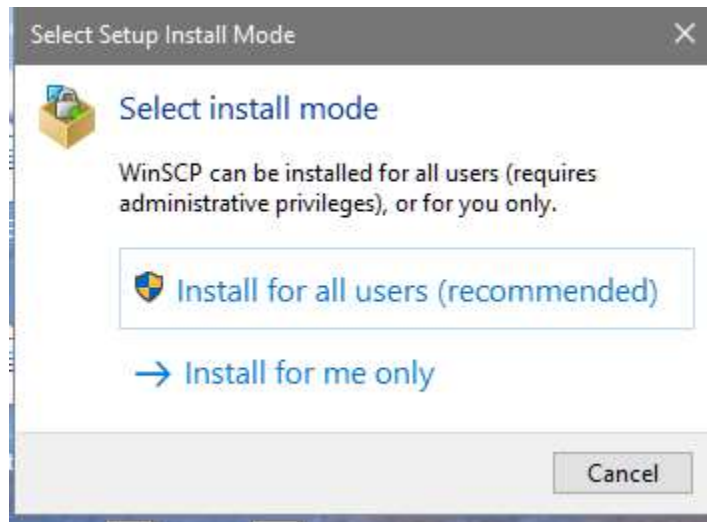 Select Setup Install Mode
Select install mode
WinSCP can be installed for all users (requires
administrative privileges), or for you only.
Install for all users (recommended)
Install for me only
Cancel